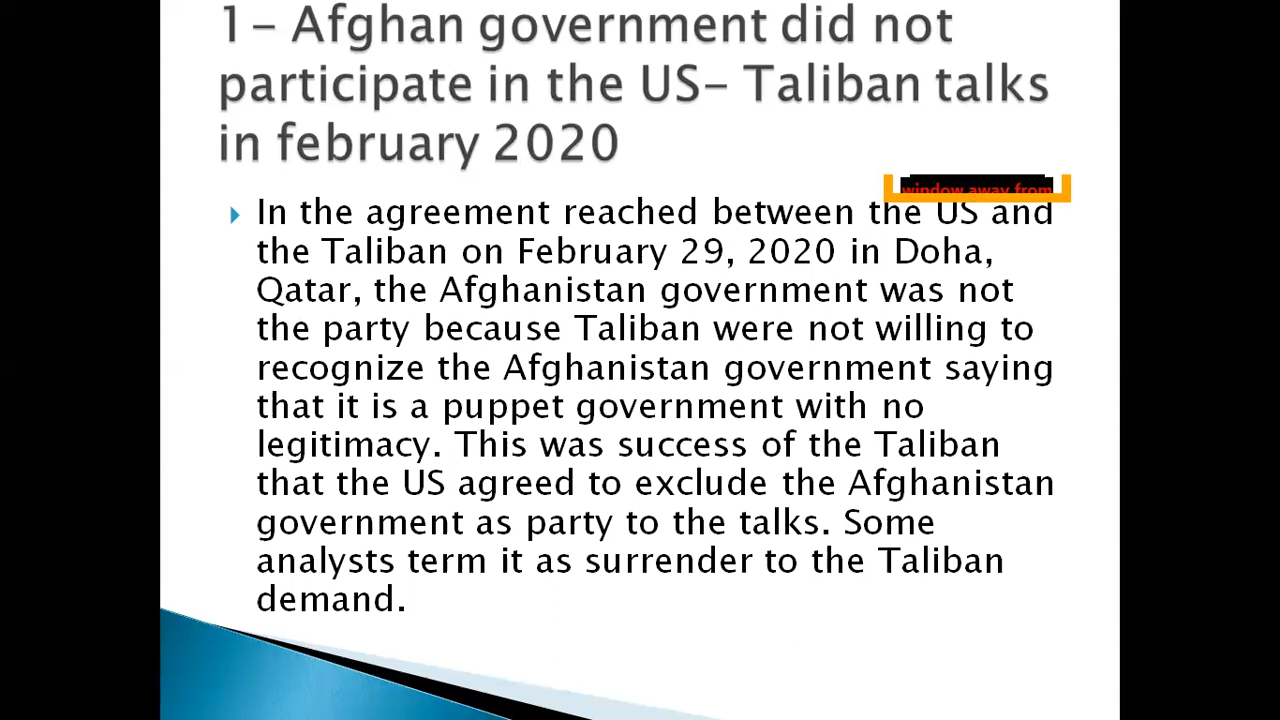 1- Afghan government did not
participate in the US- Taliban talks
in february 2020
window away from
In the agreement reached between the US and
the Taliban on February 29, 2020 in Doha,
Qatar, the Afghanistan government was not
the party because Taliban were not willing to
recognize the Afghanistan government saying
that it is a puppet government with no
legitimacy. This was success of the Taliban
that the US agreed to exclude the Afghanistan
government as party to the talks. Some
analysts term it as surrender to the Taliban
demand.